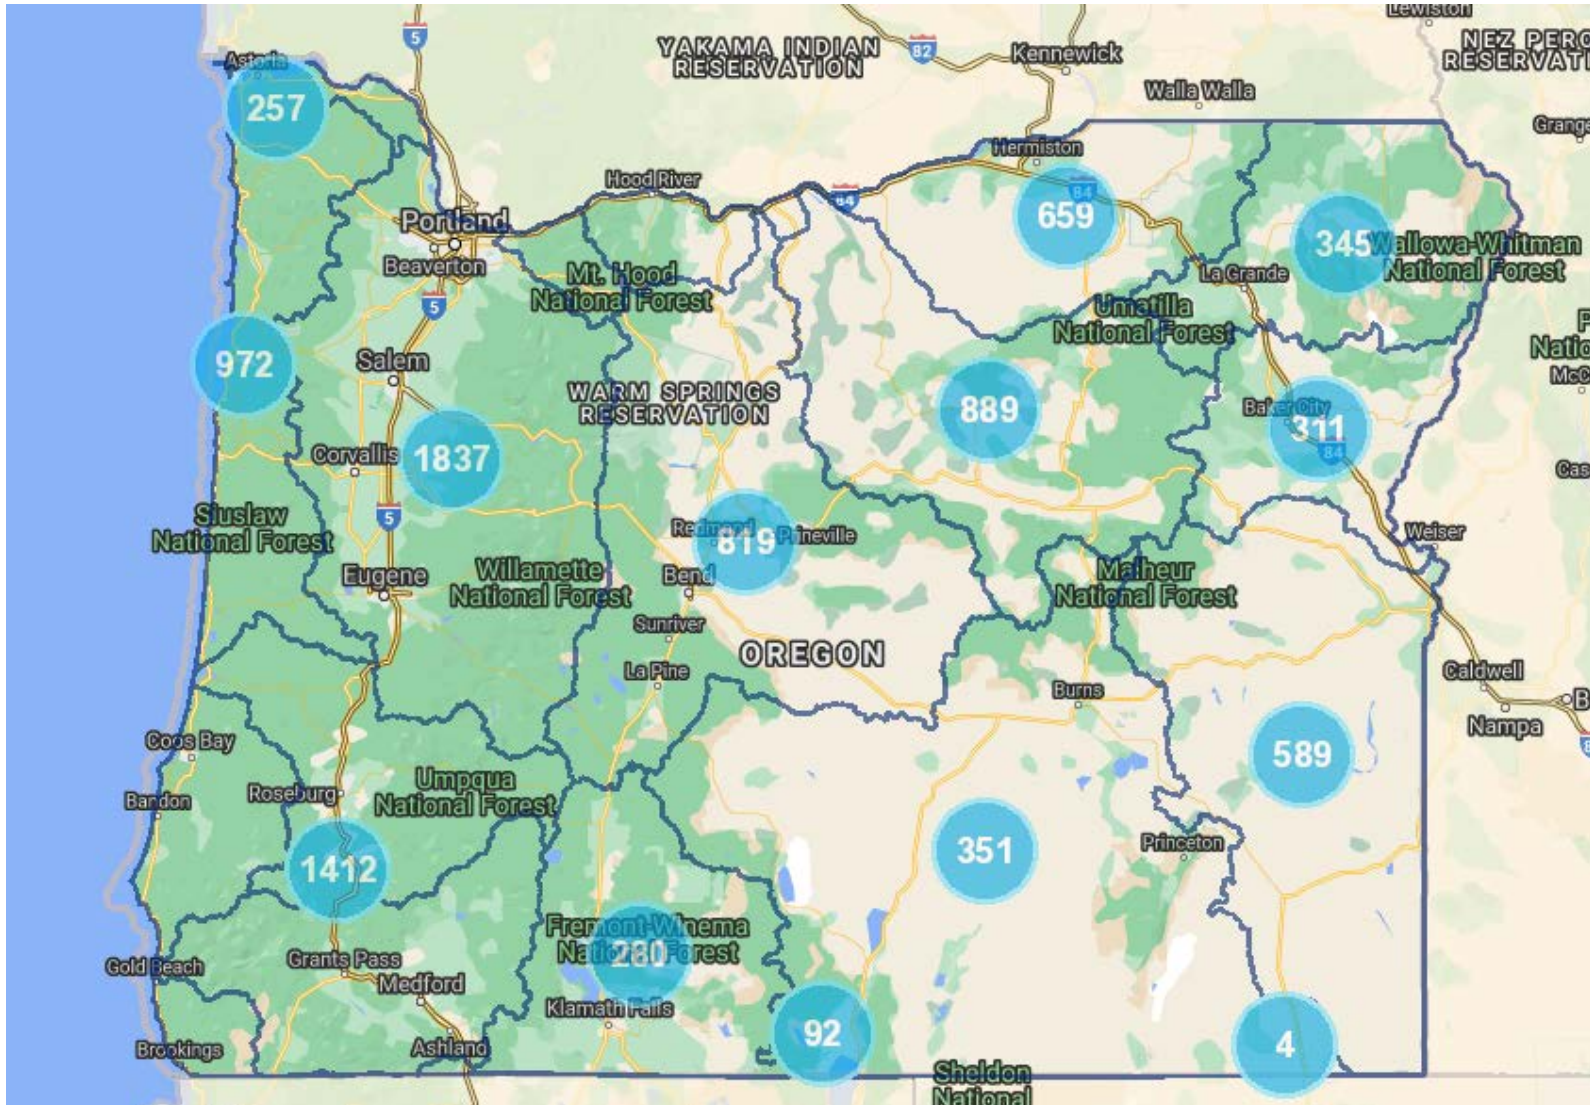 Lewiston
YAKAMA INDIAN
RESERVATION
82
Kennewick
NEZ PERC
RESERVATI
5
Astoria
257
Walla Walla
Grange
Hermiston
Hood River
84
84
659
Portland
Beaverton
345
Wallowa-Whitman
National Forest
La Grande
Mt. Hood
National Forest
5
Umatilla
National Forest
972
Salem
WARM SPRINGS
RESERVATION
889
Baker City
311
84
McC
Natio
Corvallis
1837
Cas
5
Siuslaw
National Forest
Redmond
819
Prineville
Weiser
Eugene
Willamette
National Forest
Bend
Malheur
National Forest
Sunriver
OREGON
La Pine
Burns
Caldwell
B
Nampa
Coos Bay
589
Umpqua
National Forest
Roseburg
Bandon
1412
351
Princeton
Fremont-Winema
National Forest
280
Gold Beach
Grants Pass
Medford
Klamath Falls
92
4
Brookings
Ashland
Sheldon
National